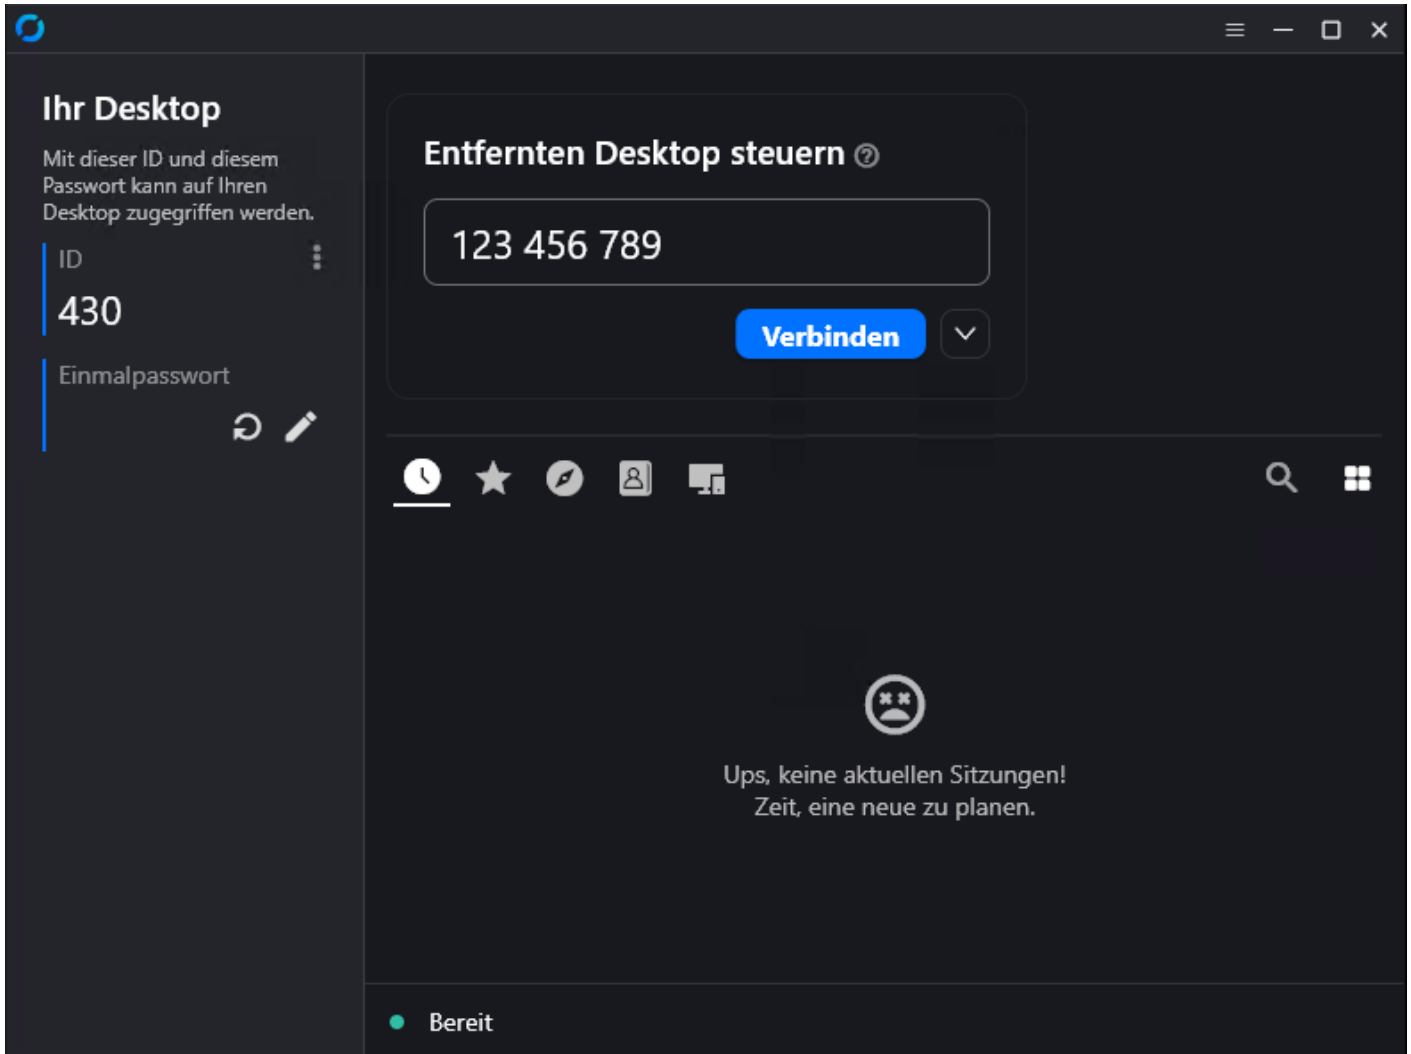 Ihr Desktop
Mit dieser ID und diesem
Passwort kann auf Ihren
Desktop zugegriffen werden.
ID
430
Einmalpasswort
Entfernten Desktop steuern
123 456 789
Verbinden
Ups, keine aktuellen Sitzungen!
Zeit, eine neue zu planen.
Bereit